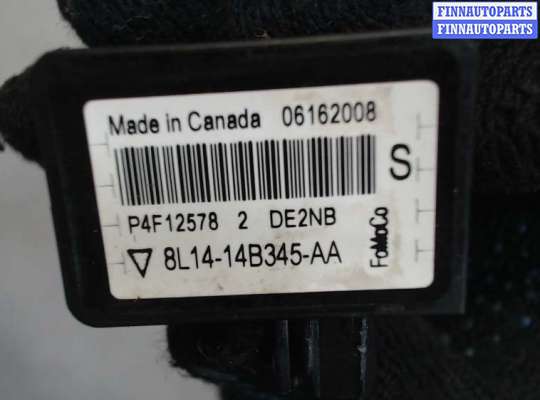 FINNAUTOPARTS
FINNAUTOPARTS
Made in Canada 06162008
S
P4F12578 2 DE2NB
8L14-14B345-AA
FoMoCo